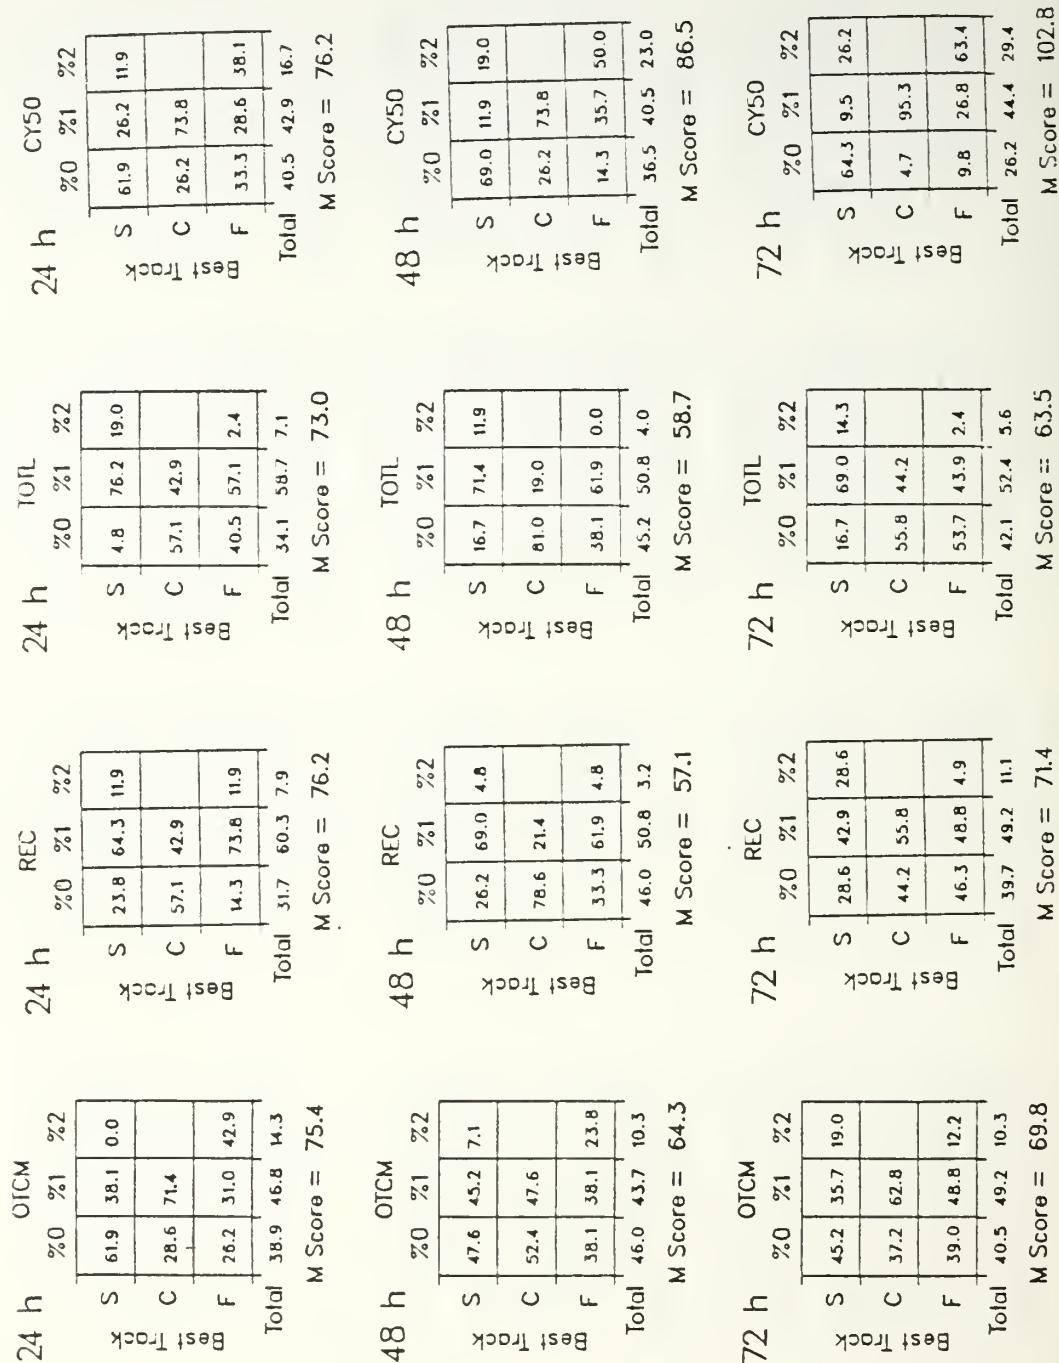 24 h
OTCM
%0 %1 %2
Best Track
S 61.9 38.1 0.0
C 28.6 71.4
F 26.2 31.0 42.9
Total 38.9 46.8 14.3
M Score = 75.4
24 h
REC
%0 %1 %2
Best Track
S 23.8 64.3 11.9
C 57.1 42.9
F 14.3 73.8 11.9
Total 31.7 60.3 7.9
M Score = 76.2
24 h
TOTL
%0 %1 %2
Best Track
S 4.8 76.2 19.0
C 57.1 42.9
F 40.5 57.1 2.4
Total 34.1 58.7 7.1
M Score = 73.0
24 h
CY50
%0 %1 %2
Best Track
S 61.9 26.2 11.9
C 26.2 73.8
F 33.3 28.6 38.1
Total 40.5 42.9 16.7
M Score = 76.2
48 h
OTCM
%0 %1 %2
Best Track
S 47.6 45.2 7.1
C 52.4 47.6
F 38.1 38.1 23.8
Total 46.0 43.7 10.3
M Score = 64.3
48 h
REC
%0 %1 %2
Best Track
S 26.2 69.0 4.8
C 78.6 21.4
F 33.3 61.9 4.8
Total 46.0 50.8 3.2
M Score = 57.1
48 h
TOTL
%0 %1 %2
Best Track
S 16.7 71.4 11.9
C 81.0 19.0
F 38.1 61.9 0.0
Total 45.2 50.8 4.0
M Score = 58.7
48 h
CY50
%0 %1 %2
Best Track
S 69.0 11.9 19.0
C 26.2 73.8
F 14.3 35.7 50.0
Total 36.5 40.5 23.0
M Score = 86.5
72 h
OTCM
%0 %1 %2
Best Track
S 45.2 35.7 19.0
C 37.2 62.8
F 39.0 48.8 12.2
Total 40.5 49.2 10.3
M Score = 69.8
72 h
REC
%0 %1 %2
Best Track
S 28.6 42.9 28.6
C 44.2 55.8
F 46.3 48.8 4.9
Total 39.7 49.2 11.1
M Score = 71.4
72 h
TOTL
%0 %1 %2
Best Track
S 16.7 69.0 14.3
C 55.8 44.2
F 53.7 43.9 2.4
Total 42.1 52.4 5.6
M Score = 63.5
72 h
CY50
%0 %1 %2
Best Track
S 64.3 9.5 26.2
C 4.7 95.3
F 9.8 26.8 63.4
Total 26.2 44.4 29.4
M Score = 102.8